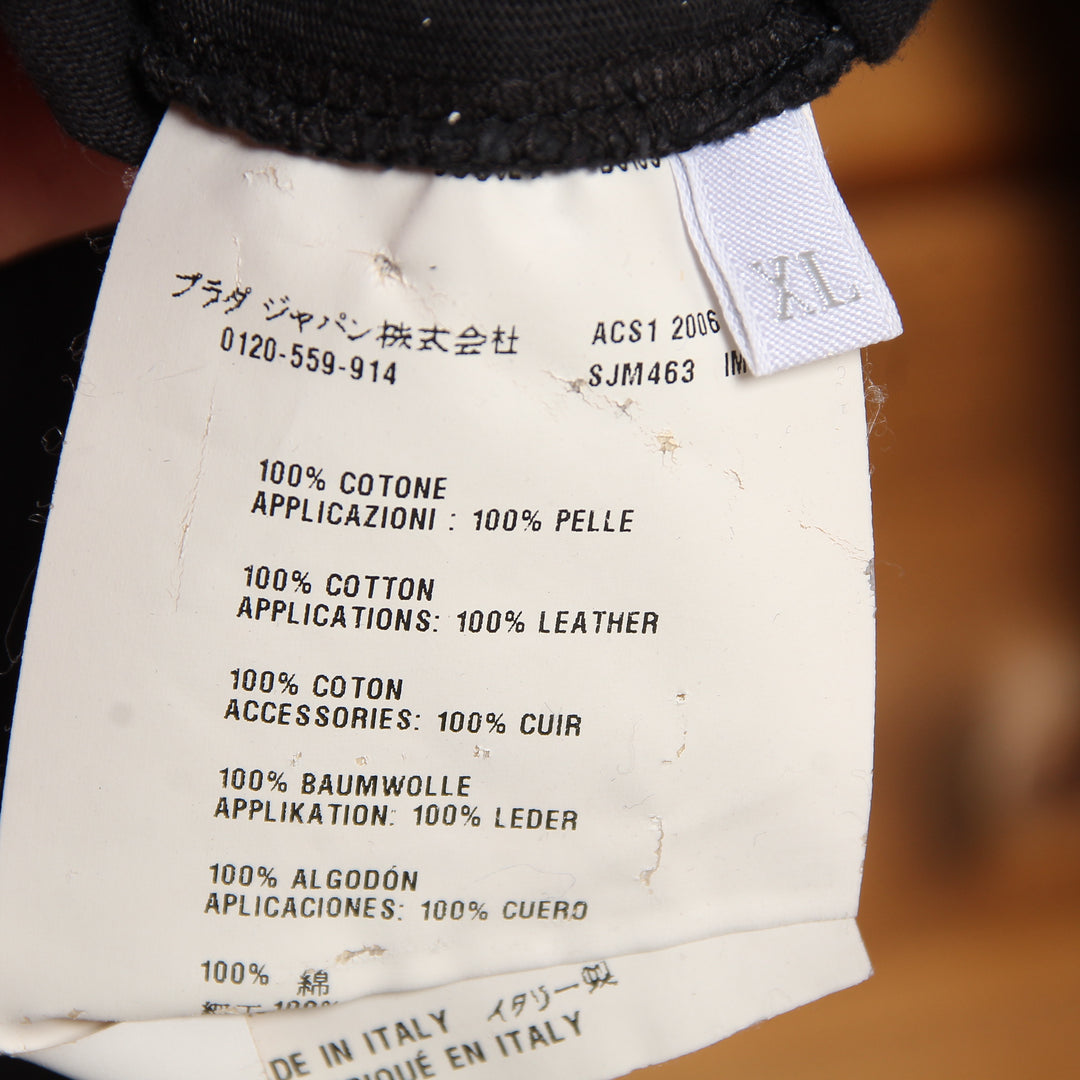 XL
プラダ ジャパン株式会社
0120-559-914
ACS1 2006
SJM463
100% COTONE
APPLICAZIONI : 100% PELLE
100% COTTON
APPLICATIONS: 100% LEATHER
100% COTON
ACCESSORIES: 100% CUIR
100% BAUMWOLLE
APPLIKATION: 100% LEDER
100% ALGODÓN
APLICACIONES: 100% CUERO
100% 綿
100%
DE IN ITALY イタリー製
EN ITALY